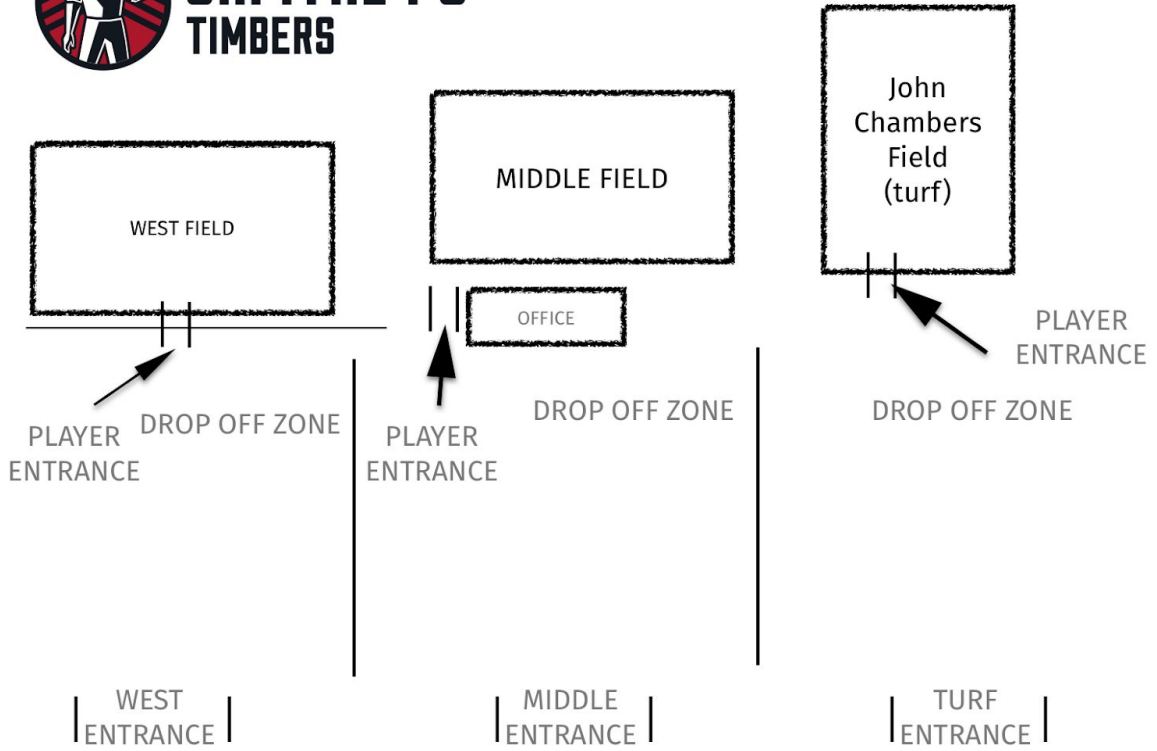 TIMBERS
John
Chambers
Field
(turf)
MIDDLE FIELD
WEST FIELD
OFFICE
PLAYER
ENTRANCE
DROP OFF ZONE
DROP OFF ZONE
DROP OFF ZONE
PLAYER
ENTRANCE
PLAYER
ENTRANCE
WEST
ENTRANCE
MIDDLE
ENTRANCE
TURF
ENTRANCE